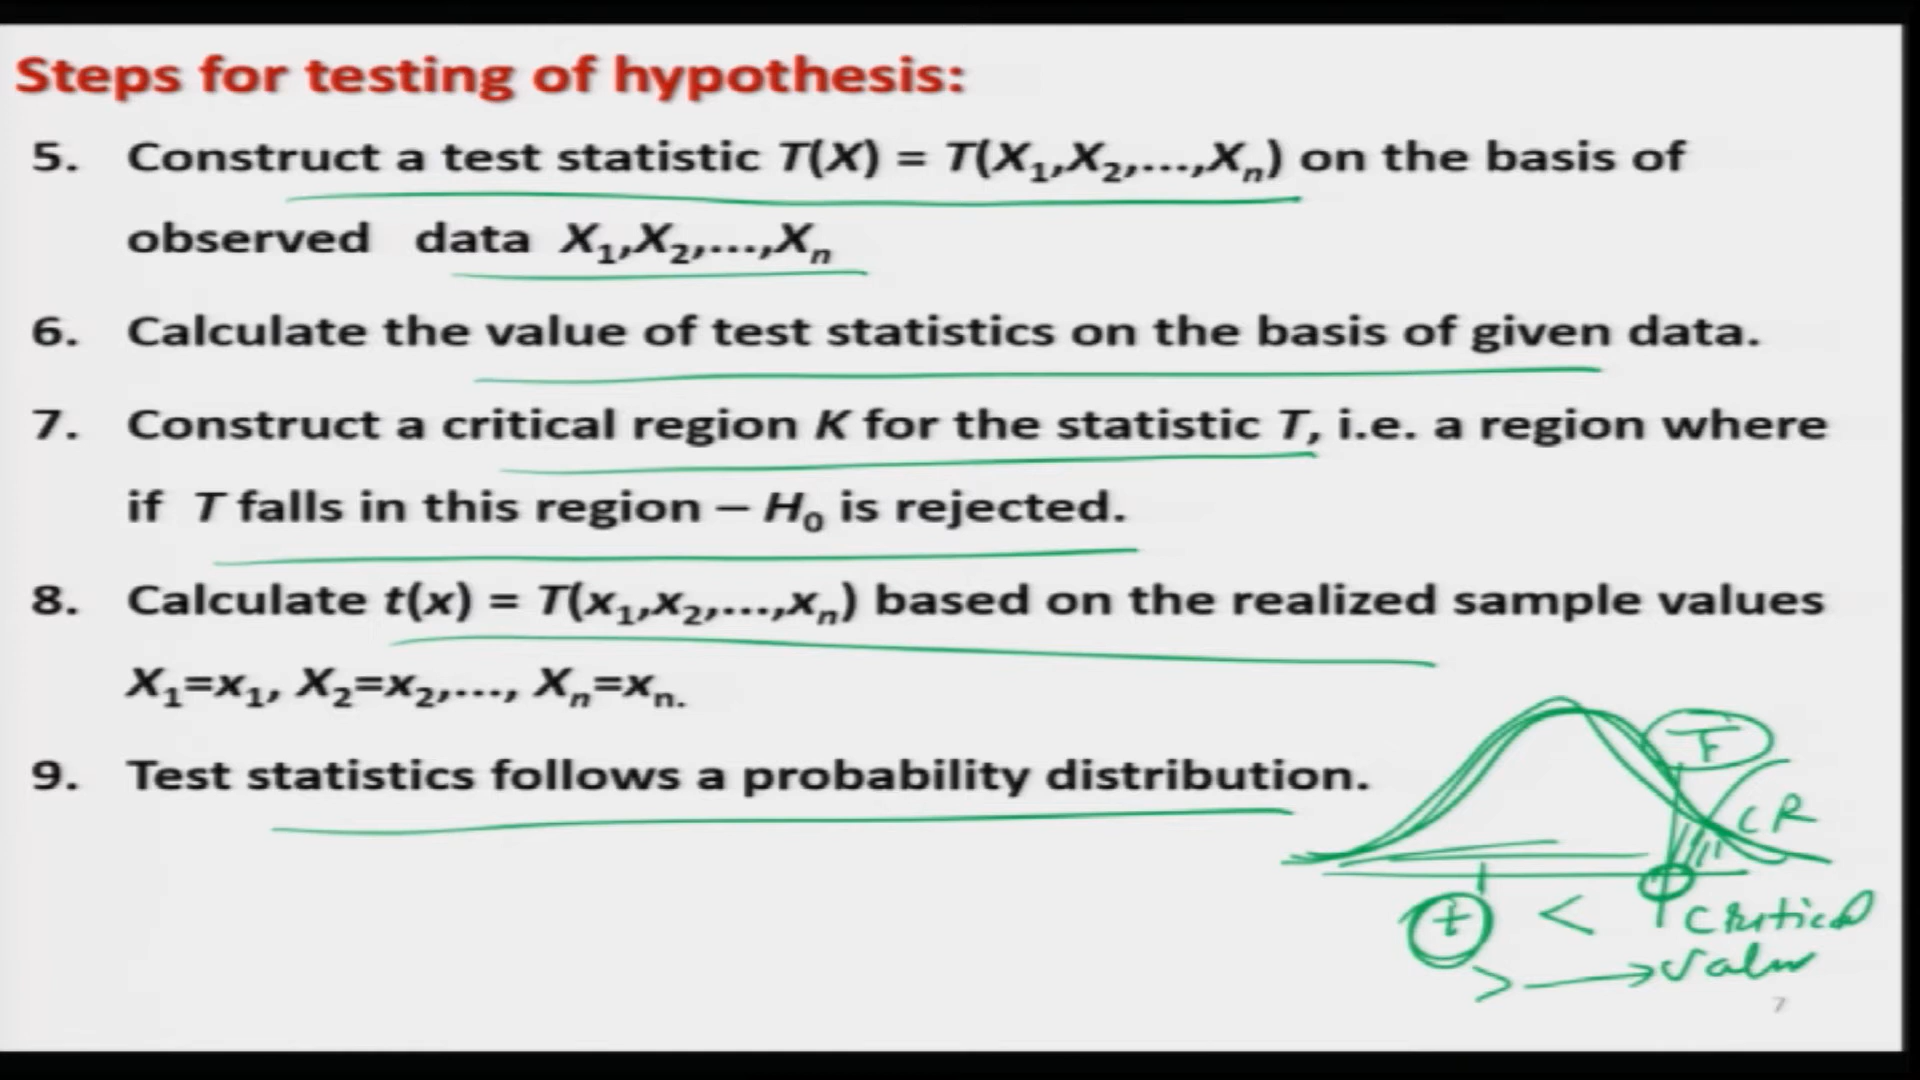 Steps for testing of hypothesis:
5. Construct a test statistic T(X) = T(X₁,X₂,...,Xₙ) on the basis of
observed data X₁,X₂,...,Xₙ
6. Calculate the value of test statistics on the basis of given data.
7. Construct a critical region K for the statistic T, i.e. a region where
if T falls in this region – H₀ is rejected.
8. Calculate t(x) = T(x₁,x₂,...,xₙ) based on the realized sample values
X₁=x₁, X₂=x₂,..., Xₙ=xₙ.
9. Test statistics follows a probability distribution.
CR
t < critical
> → value
7